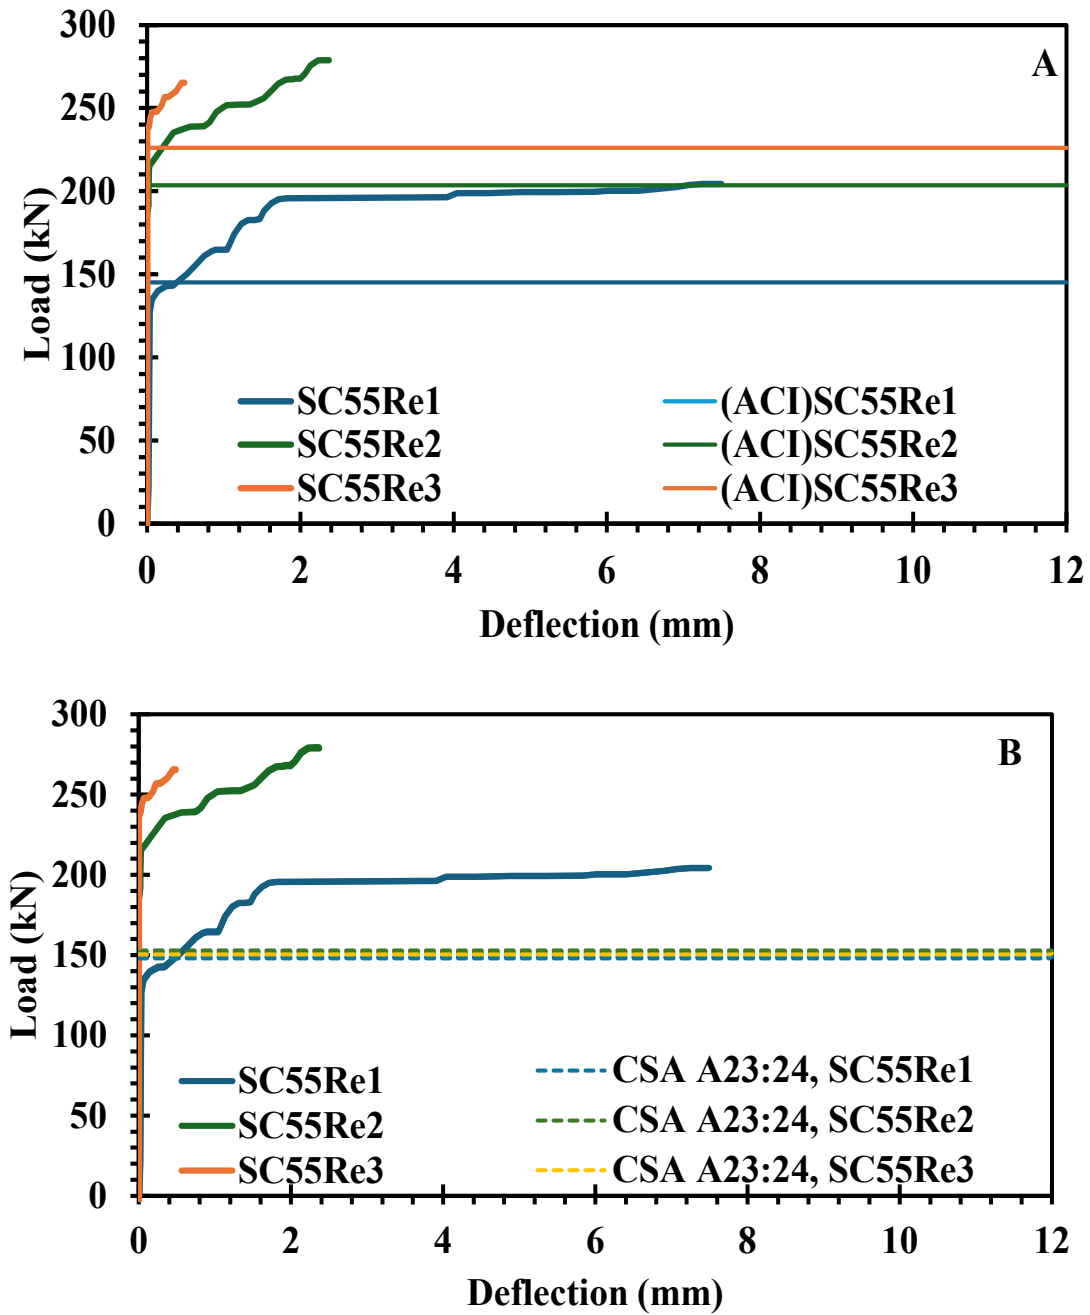 300
A
250
200
150
100
50
0
Load (kN)
SC55Re1 (ACI)SC55Re1
SC55Re2 (ACI)SC55Re2
SC55Re3 (ACI)SC55Re3
0 2 4 6 8 10 12
Deflection (mm)
300
B
250
200
150
100
50
0
Load (kN)
SC55Re1 CSA A23:24, SC55Re1
SC55Re2 CSA A23:24, SC55Re2
SC55Re3 CSA A23:24, SC55Re3
0 2 4 6 8 10 12
Deflection (mm)